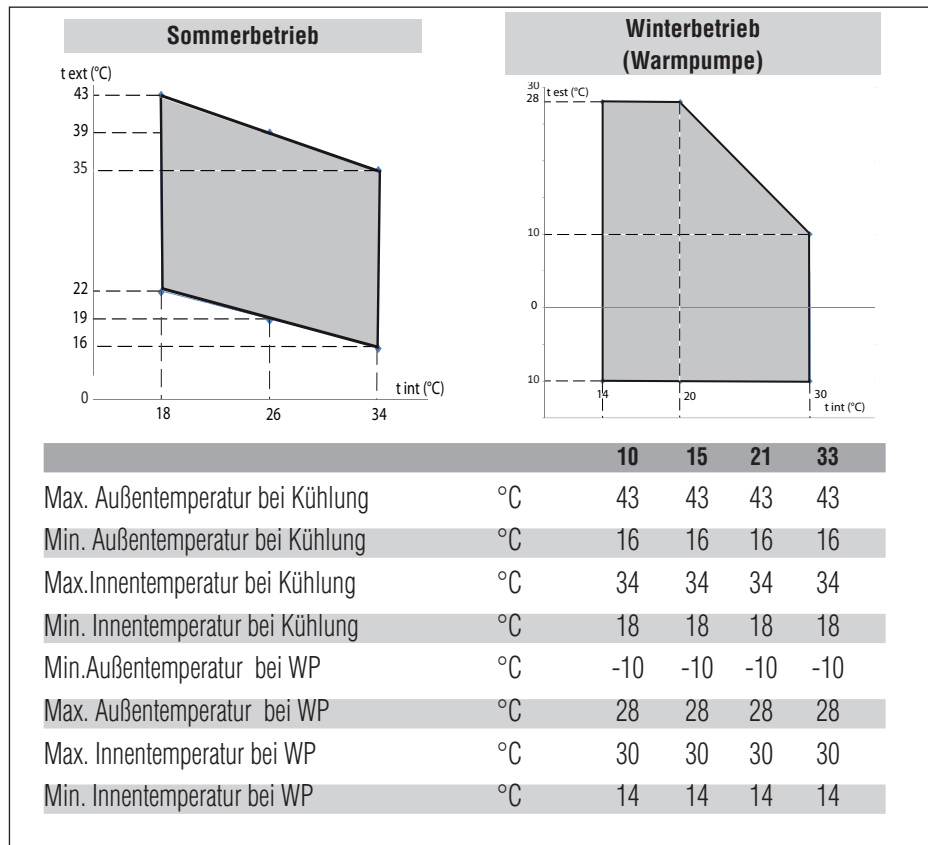 Sommerbetrieb
t ext (°C)
43
39
35
22
19
16
0
18 26 34
t int (°C)
Winterbetrieb
(Warmpumpe)
30
28
t est (°C)
10
0
10
14 20 30
t int (°C)
10 15 21 33
Max. Außentemperatur bei Kühlung °C 43 43 43 43
Min. Außentemperatur bei Kühlung °C 16 16 16 16
Max.Innentemperatur bei Kühlung °C 34 34 34 34
Min. Innentemperatur bei Kühlung °C 18 18 18 18
Min.Außentemperatur bei WP °C -10 -10 -10 -10
Max. Außentemperatur bei WP °C 28 28 28 28
Max. Innentemperatur bei WP °C 30 30 30 30
Min. Innentemperatur bei WP °C 14 14 14 14